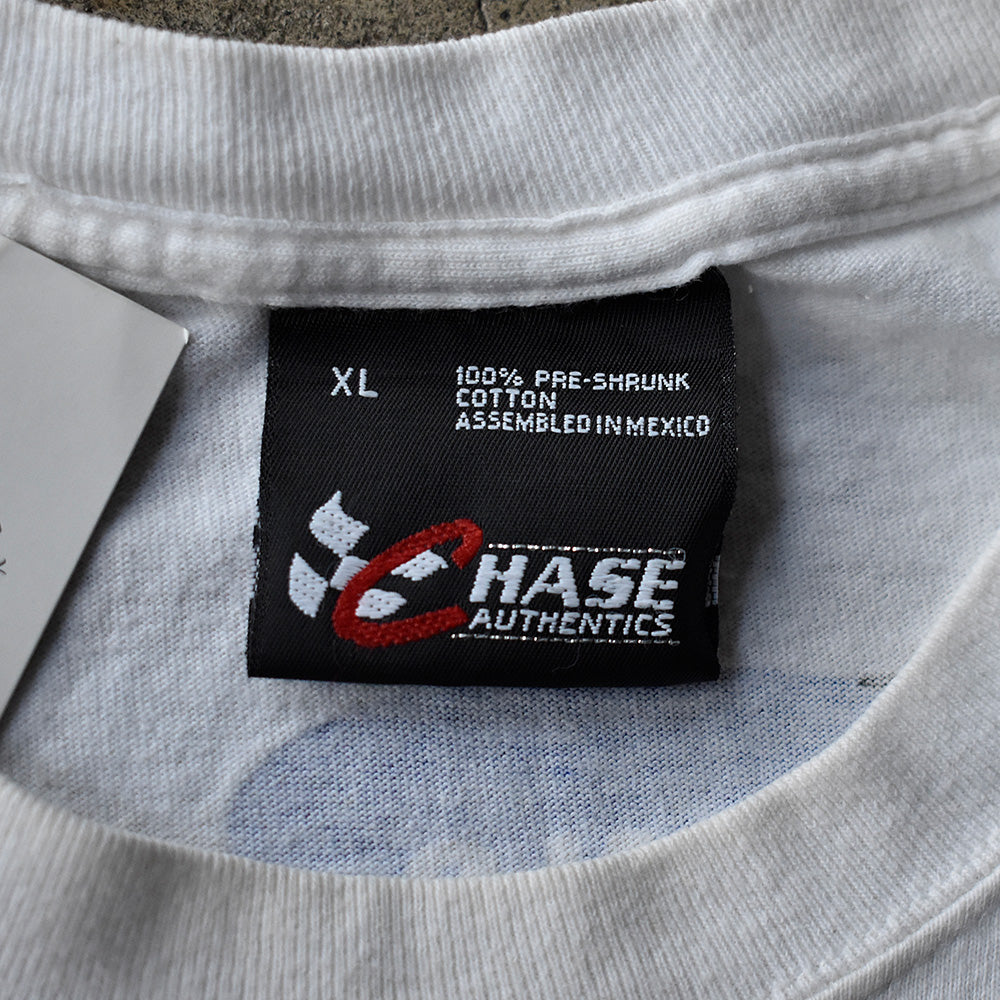 XL
100% PRE-SHRUNK
COTTON
ASSEMBLED IN MEXICO
CHASE
AUTHENTICS